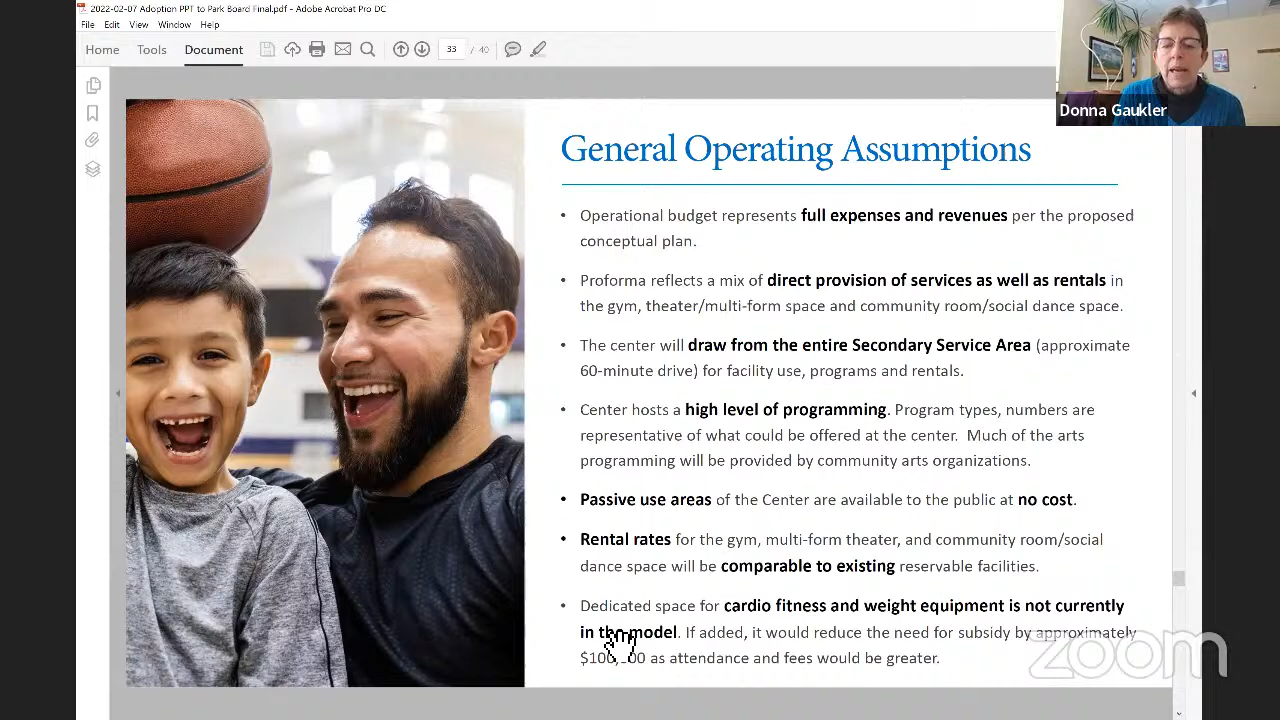 2022-02-07 Adoption PPT to Park Board Final.pdf - Adobe Acrobat Pro DC
File Edit View Window Help
Home Tools Document 33 / 40
Donna Gaukler
General Operating Assumptions
• Operational budget represents full expenses and revenues per the proposed
conceptual plan.
• Proforma reflects a mix of direct provision of services as well as rentals in
the gym, theater/multi-form space and community room/social dance space.
• The center will draw from the entire Secondary Service Area (approximate
60-minute drive) for facility use, programs and rentals.
• Center hosts a high level of programming. Program types, numbers are
representative of what could be offered at the center. Much of the arts
programming will be provided by community arts organizations.
• Passive use areas of the Center are available to the public at no cost.
• Rental rates for the gym, multi-form theater, and community room/social
dance space will be comparable to existing reservable facilities.
• Dedicated space for cardio fitness and weight equipment is not currently
in the model. If added, it would reduce the need for subsidy by approximately
as attendance and fees would be greater.
zoom